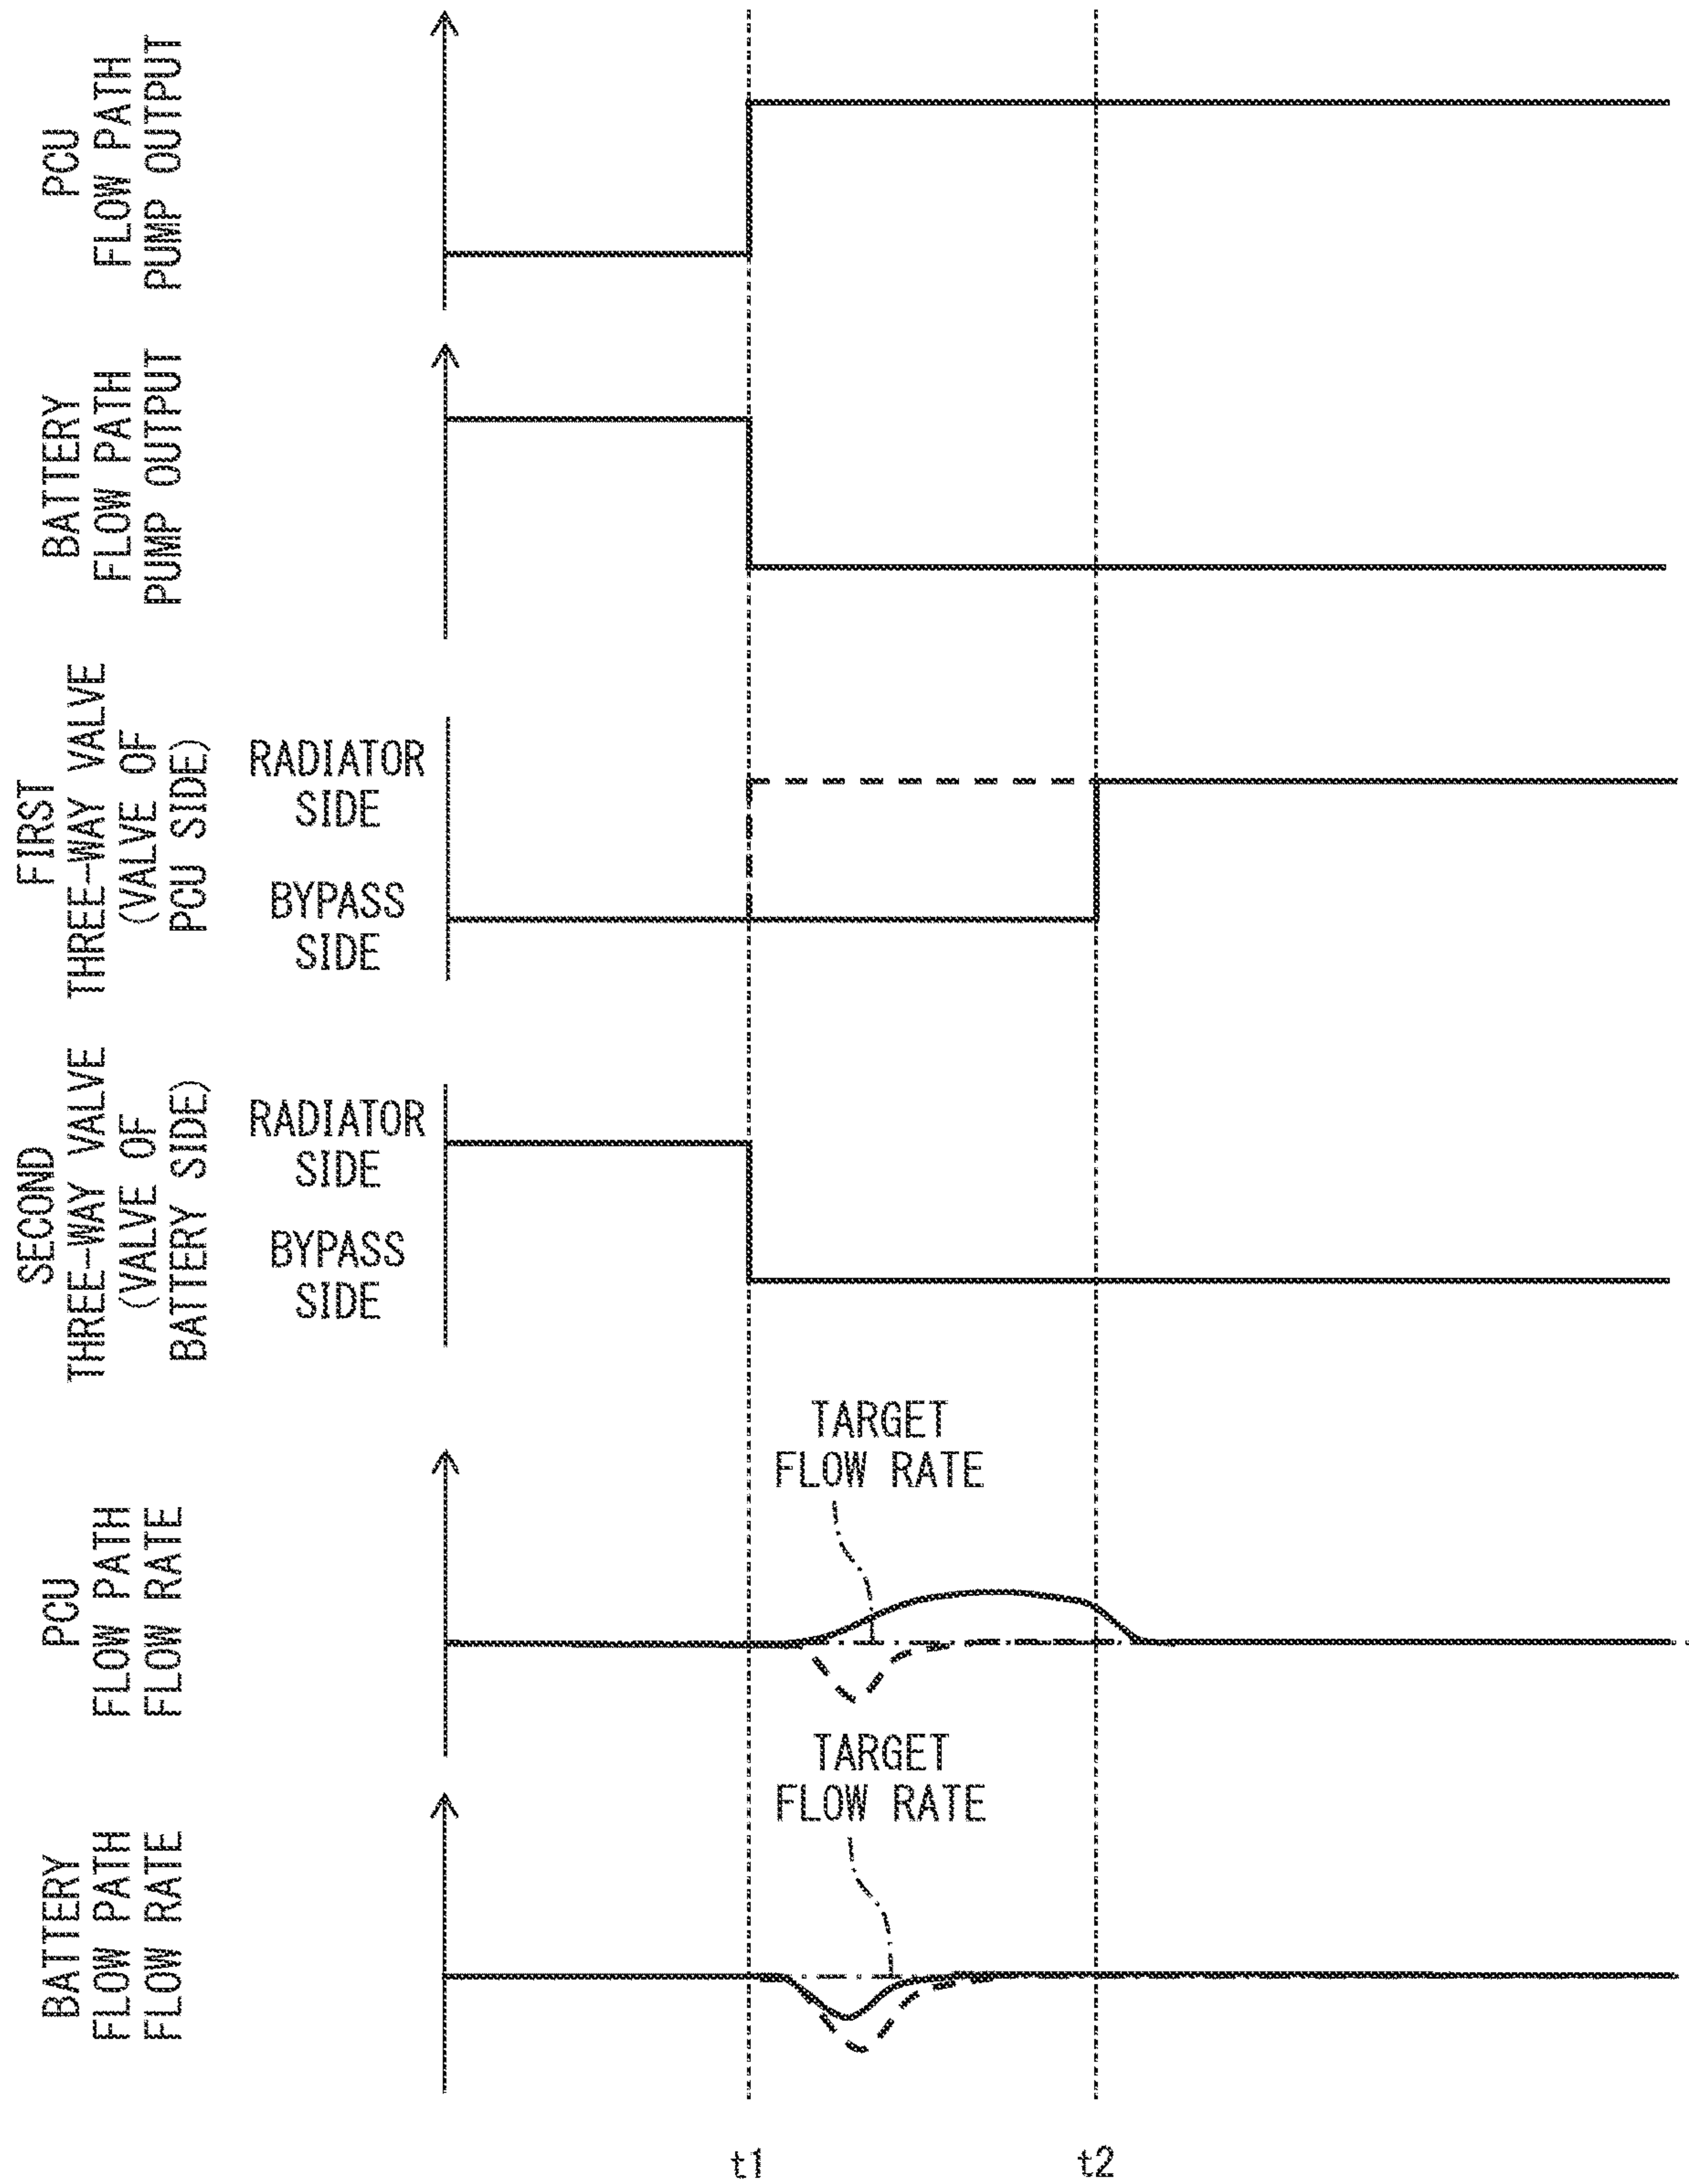 PCU
FLOW PATH
PUMP OUTPUT
BATTERY
FLOW PATH
PUMP OUTPUT
FIRST
THREE-WAY VALVE
(VALVE OF
PCU SIDE)
RADIATOR
SIDE
BYPASS
SIDE
SECOND
THREE-WAY VALVE
(VALVE OF
BATTERY SIDE)
RADIATOR
SIDE
BYPASS
SIDE
PCU
FLOW PATH
FLOW RATE
TARGET
FLOW RATE
BATTERY
FLOW PATH
FLOW RATE
TARGET
FLOW RATE
t1
t2